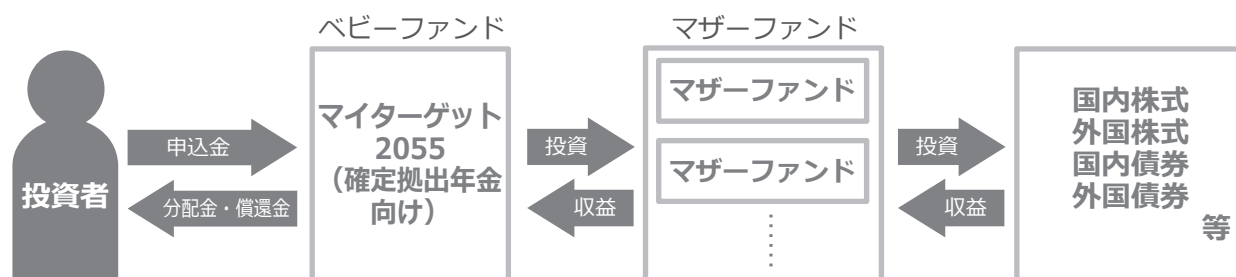 ベビーファンド
マザーファンド
投資者
申込金
分配金・償還金
マイターゲット
2055
（確定拠出年金
向け）
投資
収益
マザーファンド
マザーファンド
投資
収益
国内株式
外国株式
国内債券
外国債券
等